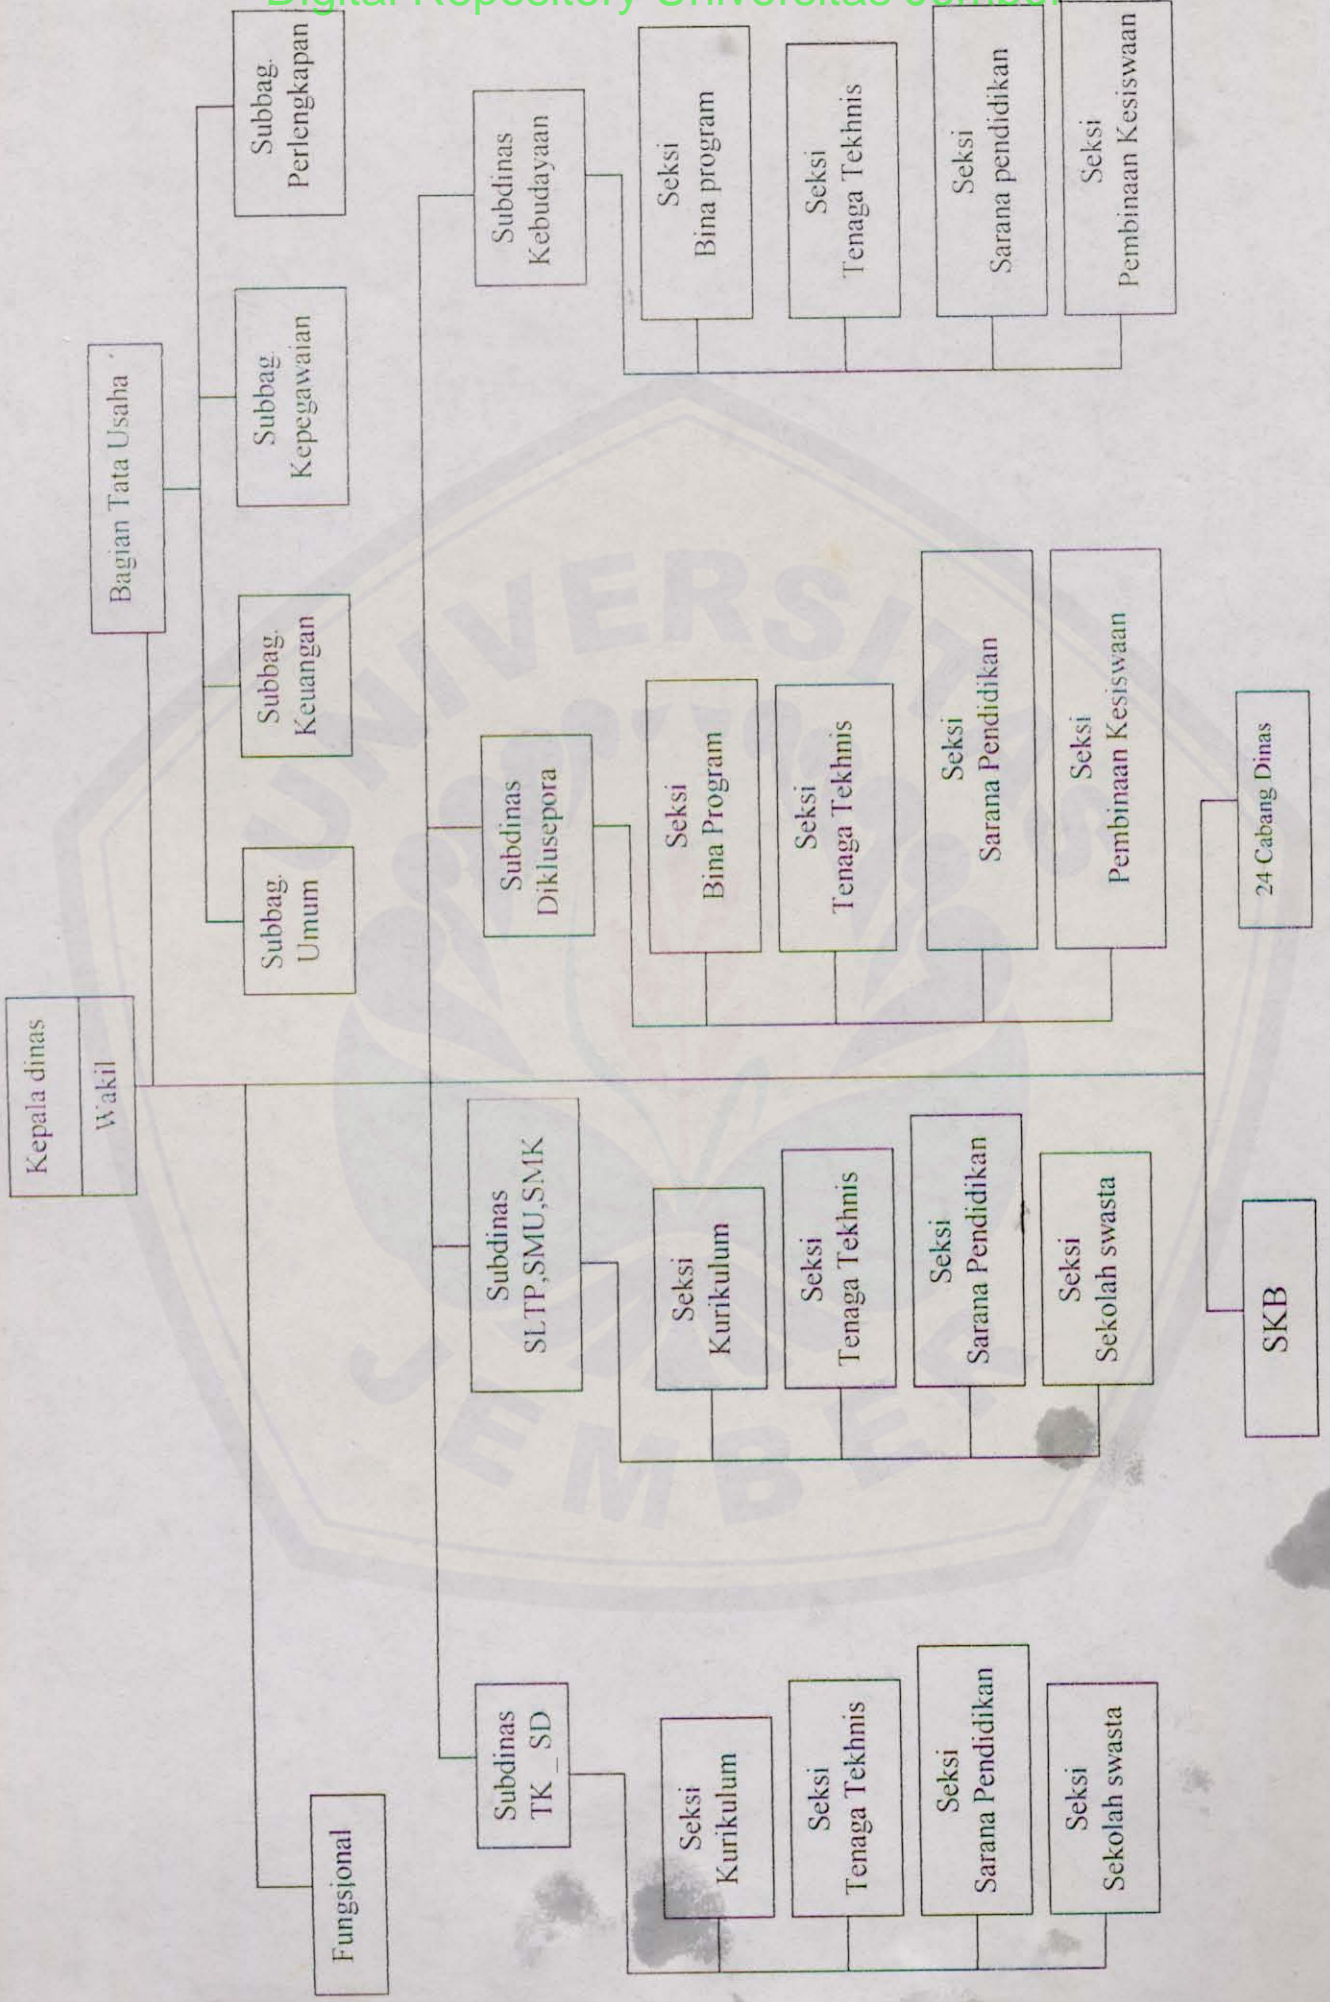 Digital Repository Universitas Jember
Kepala dinas
Wakil
Bagian Tata Usaha
Subbag.
Umum
Subbag.
Keuangan
Subbag.
Kepegawaian
Subbag.
Perlengkapan
Fungsional
Subdinas
TK _ SD
Subdinas
SLTP,SMU,SMK
Subdinas
Diklusepora
Subdinas
Kebudayaan
Seksi
Kurikulum
Seksi
Tenaga Tekhnis
Seksi
Sarana Pendidikan
Seksi
Sekolah swasta
Seksi
Kurikulum
Seksi
Tenaga Tekhnis
Seksi
Sarana Pendidikan
Seksi
Sekolah swasta
Seksi
Bina Program
Seksi
Tenaga Tekhnis
Seksi
Sarana Pendidikan
Seksi
Pembinaan Kesiswaan
Seksi
Bina program
Seksi
Tenaga Tekhnis
Seksi
Sarana pendidikan
Seksi
Pembinaan Kesiswaan
SKB
24 Cabang Dinas
UNIVERSITAS
JEMBER